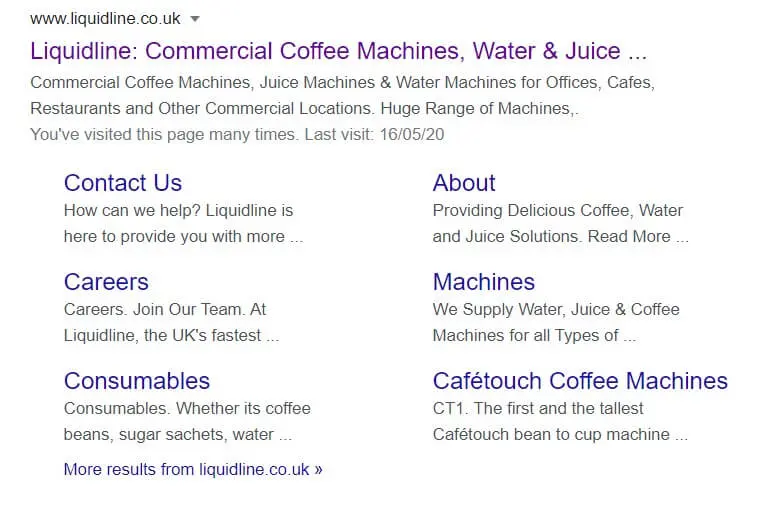 www.liquidline.co.uk
Liquidline: Commercial Coffee Machines, Water & Juice ...
Commercial Coffee Machines, Juice Machines & Water Machines for Offices, Cafes,
Restaurants and Other Commercial Locations. Huge Range of Machines,.
You've visited this page many times. Last visit: 16/05/20
Contact Us
How can we help? Liquidline is
here to provide you with more ...
About
Providing Delicious Coffee, Water
and Juice Solutions. Read More ...
Careers
Careers. Join Our Team. At
Liquidline, the UK's fastest ...
Machines
We Supply Water, Juice & Coffee
Machines for all Types of ...
Consumables
Consumables. Whether its coffee
beans, sugar sachets, water ...
Cafétouch Coffee Machines
CT1. The first and the tallest
Cafétouch bean to cup machine ...
More results from liquidline.co.uk »